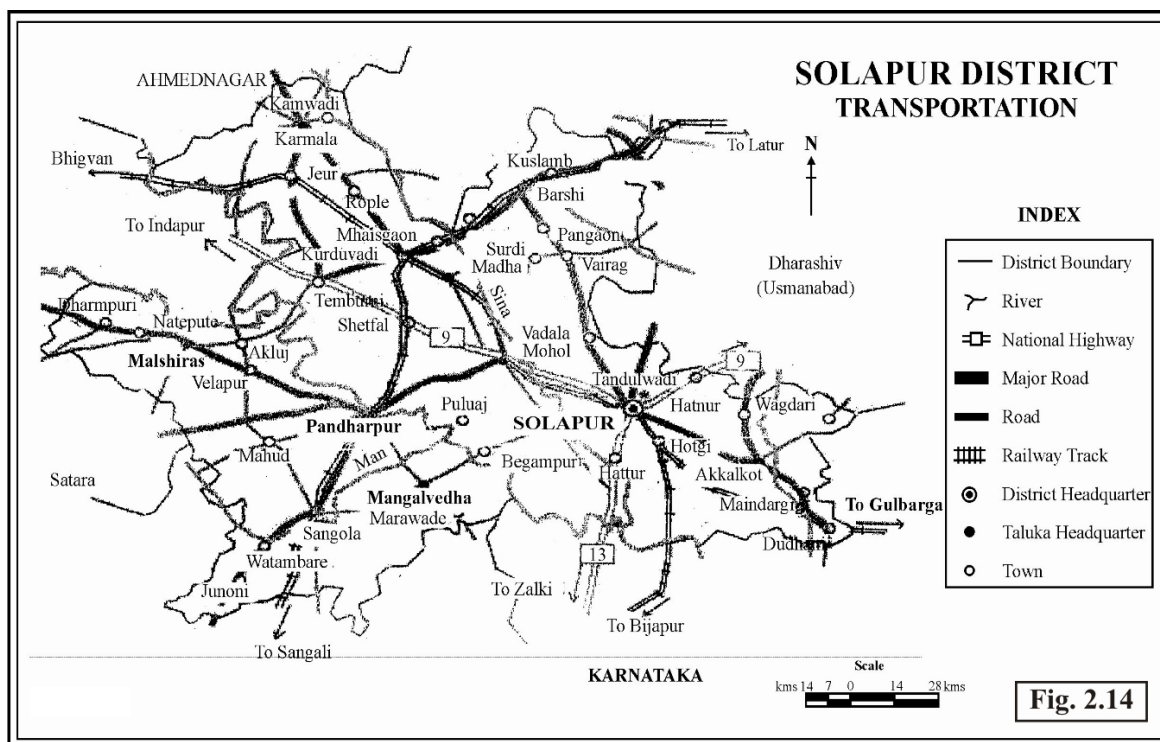 SOLAPUR DISTRICT
TRANSPORTATION
AHMEDNAGAR
Kamwadi
Karmala
To Latur
N
Bhigvan
Jeur
Kuslamb
Barshi
Rople
INDEX
To Indapur
Mhaisgaon
Pangaon
Kurduvadi
Surdi
Madha
Vairag
Dharashiv
(Usmanabad)
District Boundary
River
National Highway
Major Road
Road
Railway Track
District Headquarter
Taluka Headquarter
Town
Dharmpuri
Natepute
Shetfal
Sina
9
Vadala
Mohol
Malshiras
Akluj
Velapur
Tandulwadi
9
Hatnur
Wagdari
Puluaj
SOLAPUR
Pandharpur
Mahud
Man
Hotgi
Begampur
Hattur
Akkalkot
Satara
Mangalvedha
Marawade
Maindargi
To Gulbarga
Sangola
Watambare
13
Junoni
To Zalki
To Bijapur
To Sangali
KARNATAKA
Scale
kms 14 7 0 14 28 kms
Fig. 2.14